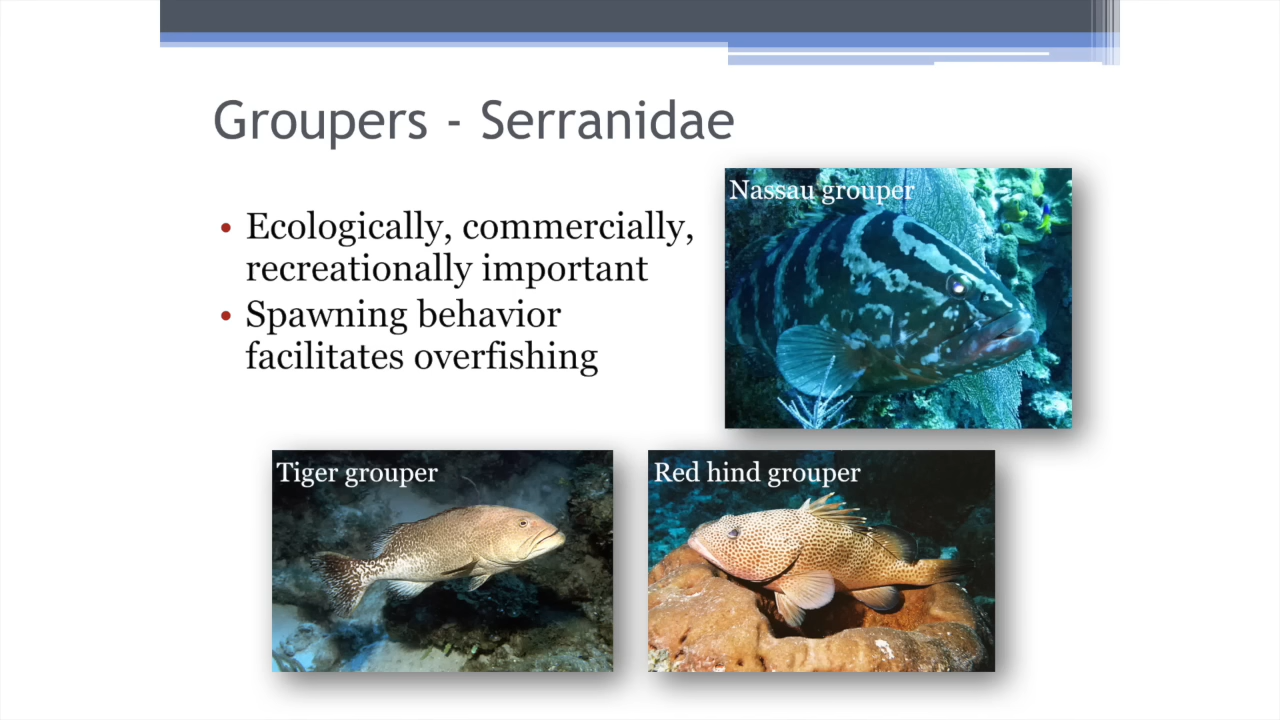 Groupers - Serranidae
• Ecologically, commercially,
recreationally important
• Spawning behavior
facilitates overfishing
Nassau grouper
Tiger grouper
Red hind grouper